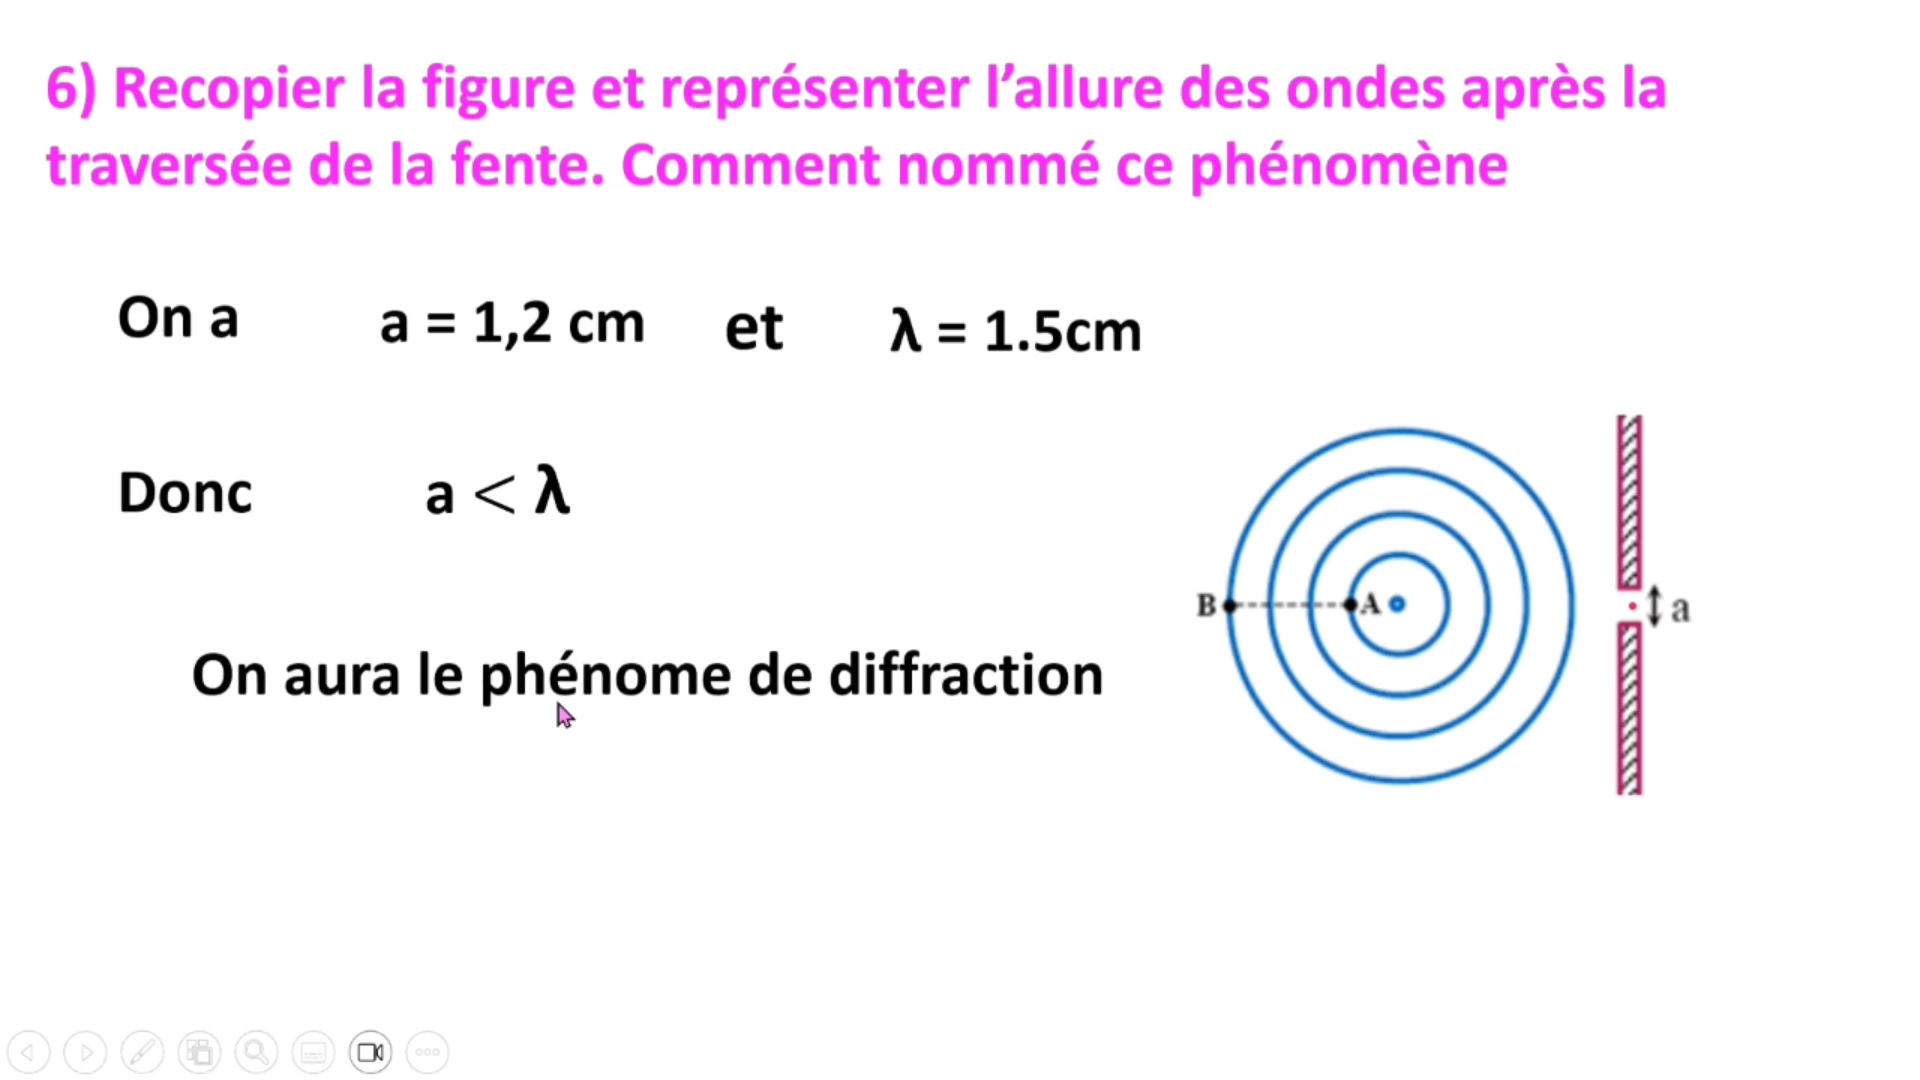 6) Recopier la figure et représenter l’allure des ondes après la
traversée de la fente. Comment nommé ce phénomène
On a a = 1,2 cm et λ = 1.5cm
Donc a < λ
B A a
On aura le phénome de diffraction